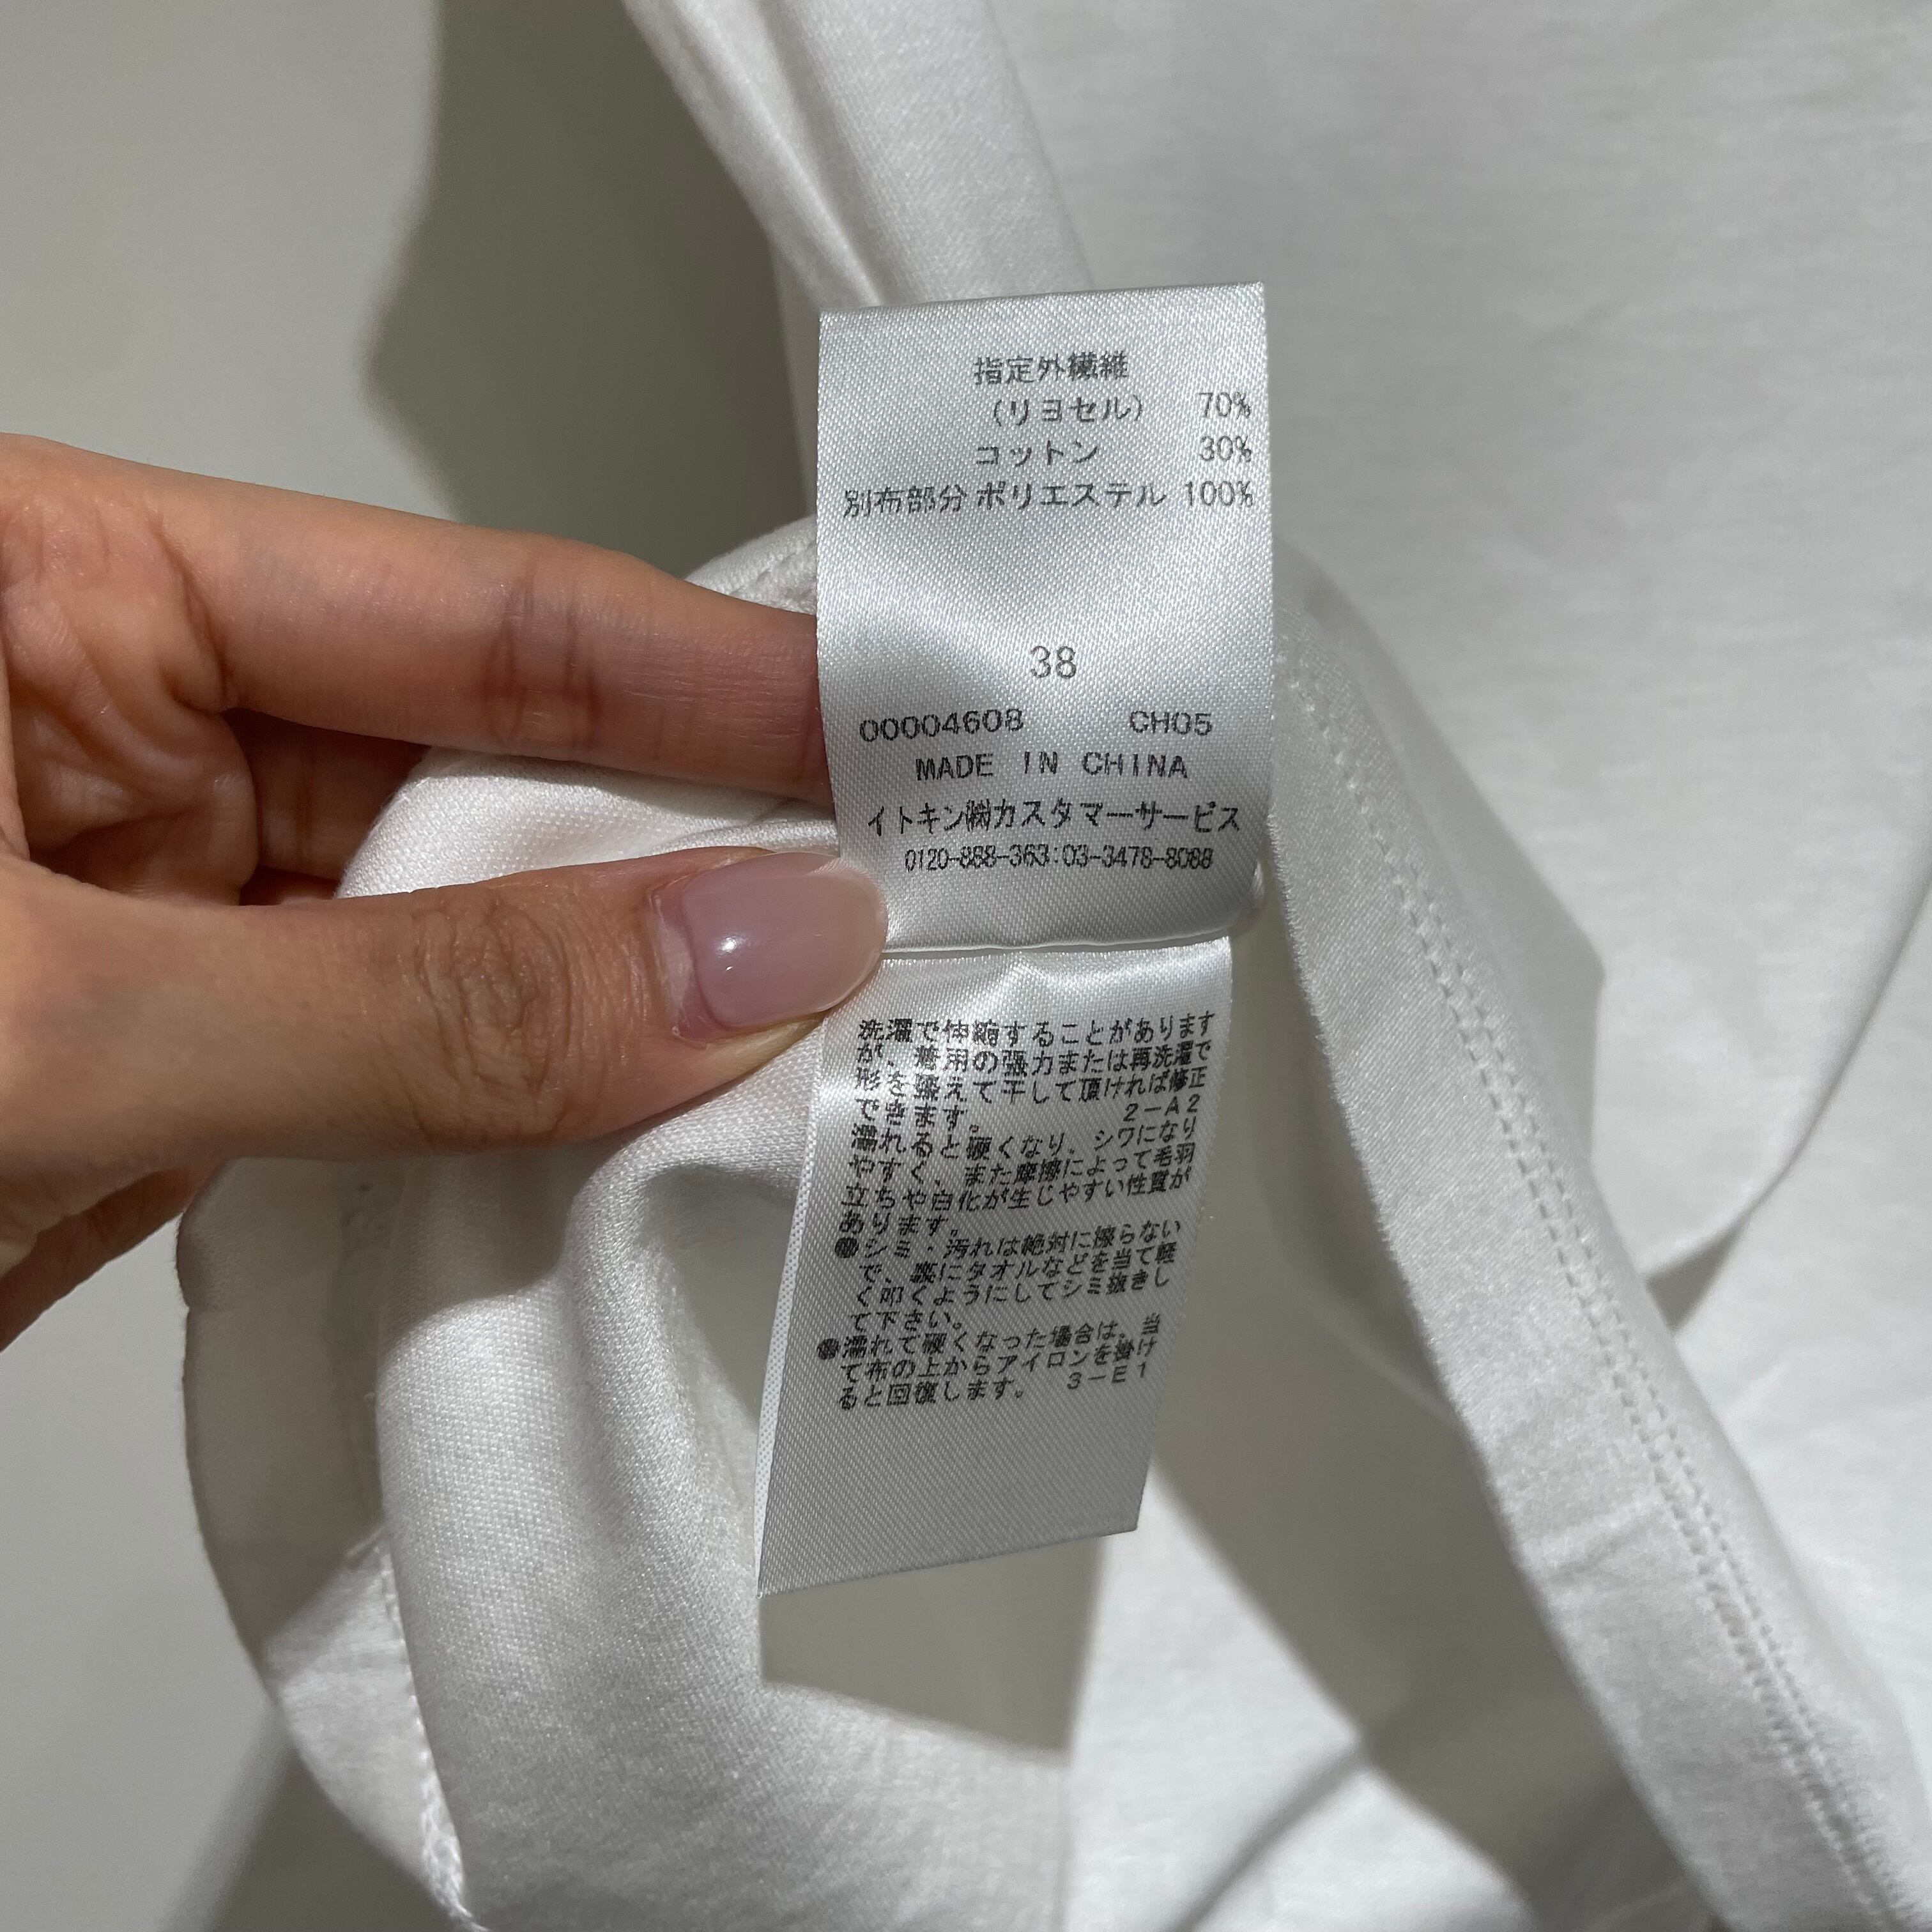 指定外繊維
(リヨセル) 70%
コットン 30%
別布部分 ポリエステル 100%
38
00004608 CH05
MADE IN CHINA
イトキン㈱カスタマーサービス
0120-888-363:03-3478-8088
洗濯で伸縮することがあります
が、着用の張力または再洗濯で
形を整えて干して頂ければ修正
できます。 2-A2
濡れると硬くなり、シワになり
やすく、また摩擦によって毛羽
立ちや白化が生じやすい性質が
あります。
●シミ・汚れは絶対に擦らない
で、裏にタオルなどを当て軽
く叩くようにしてシミ抜きし
て下さい。
●濡れて硬くなった場合は、当
て布の上からアイロンを掛け
ると回復します。 3-E1